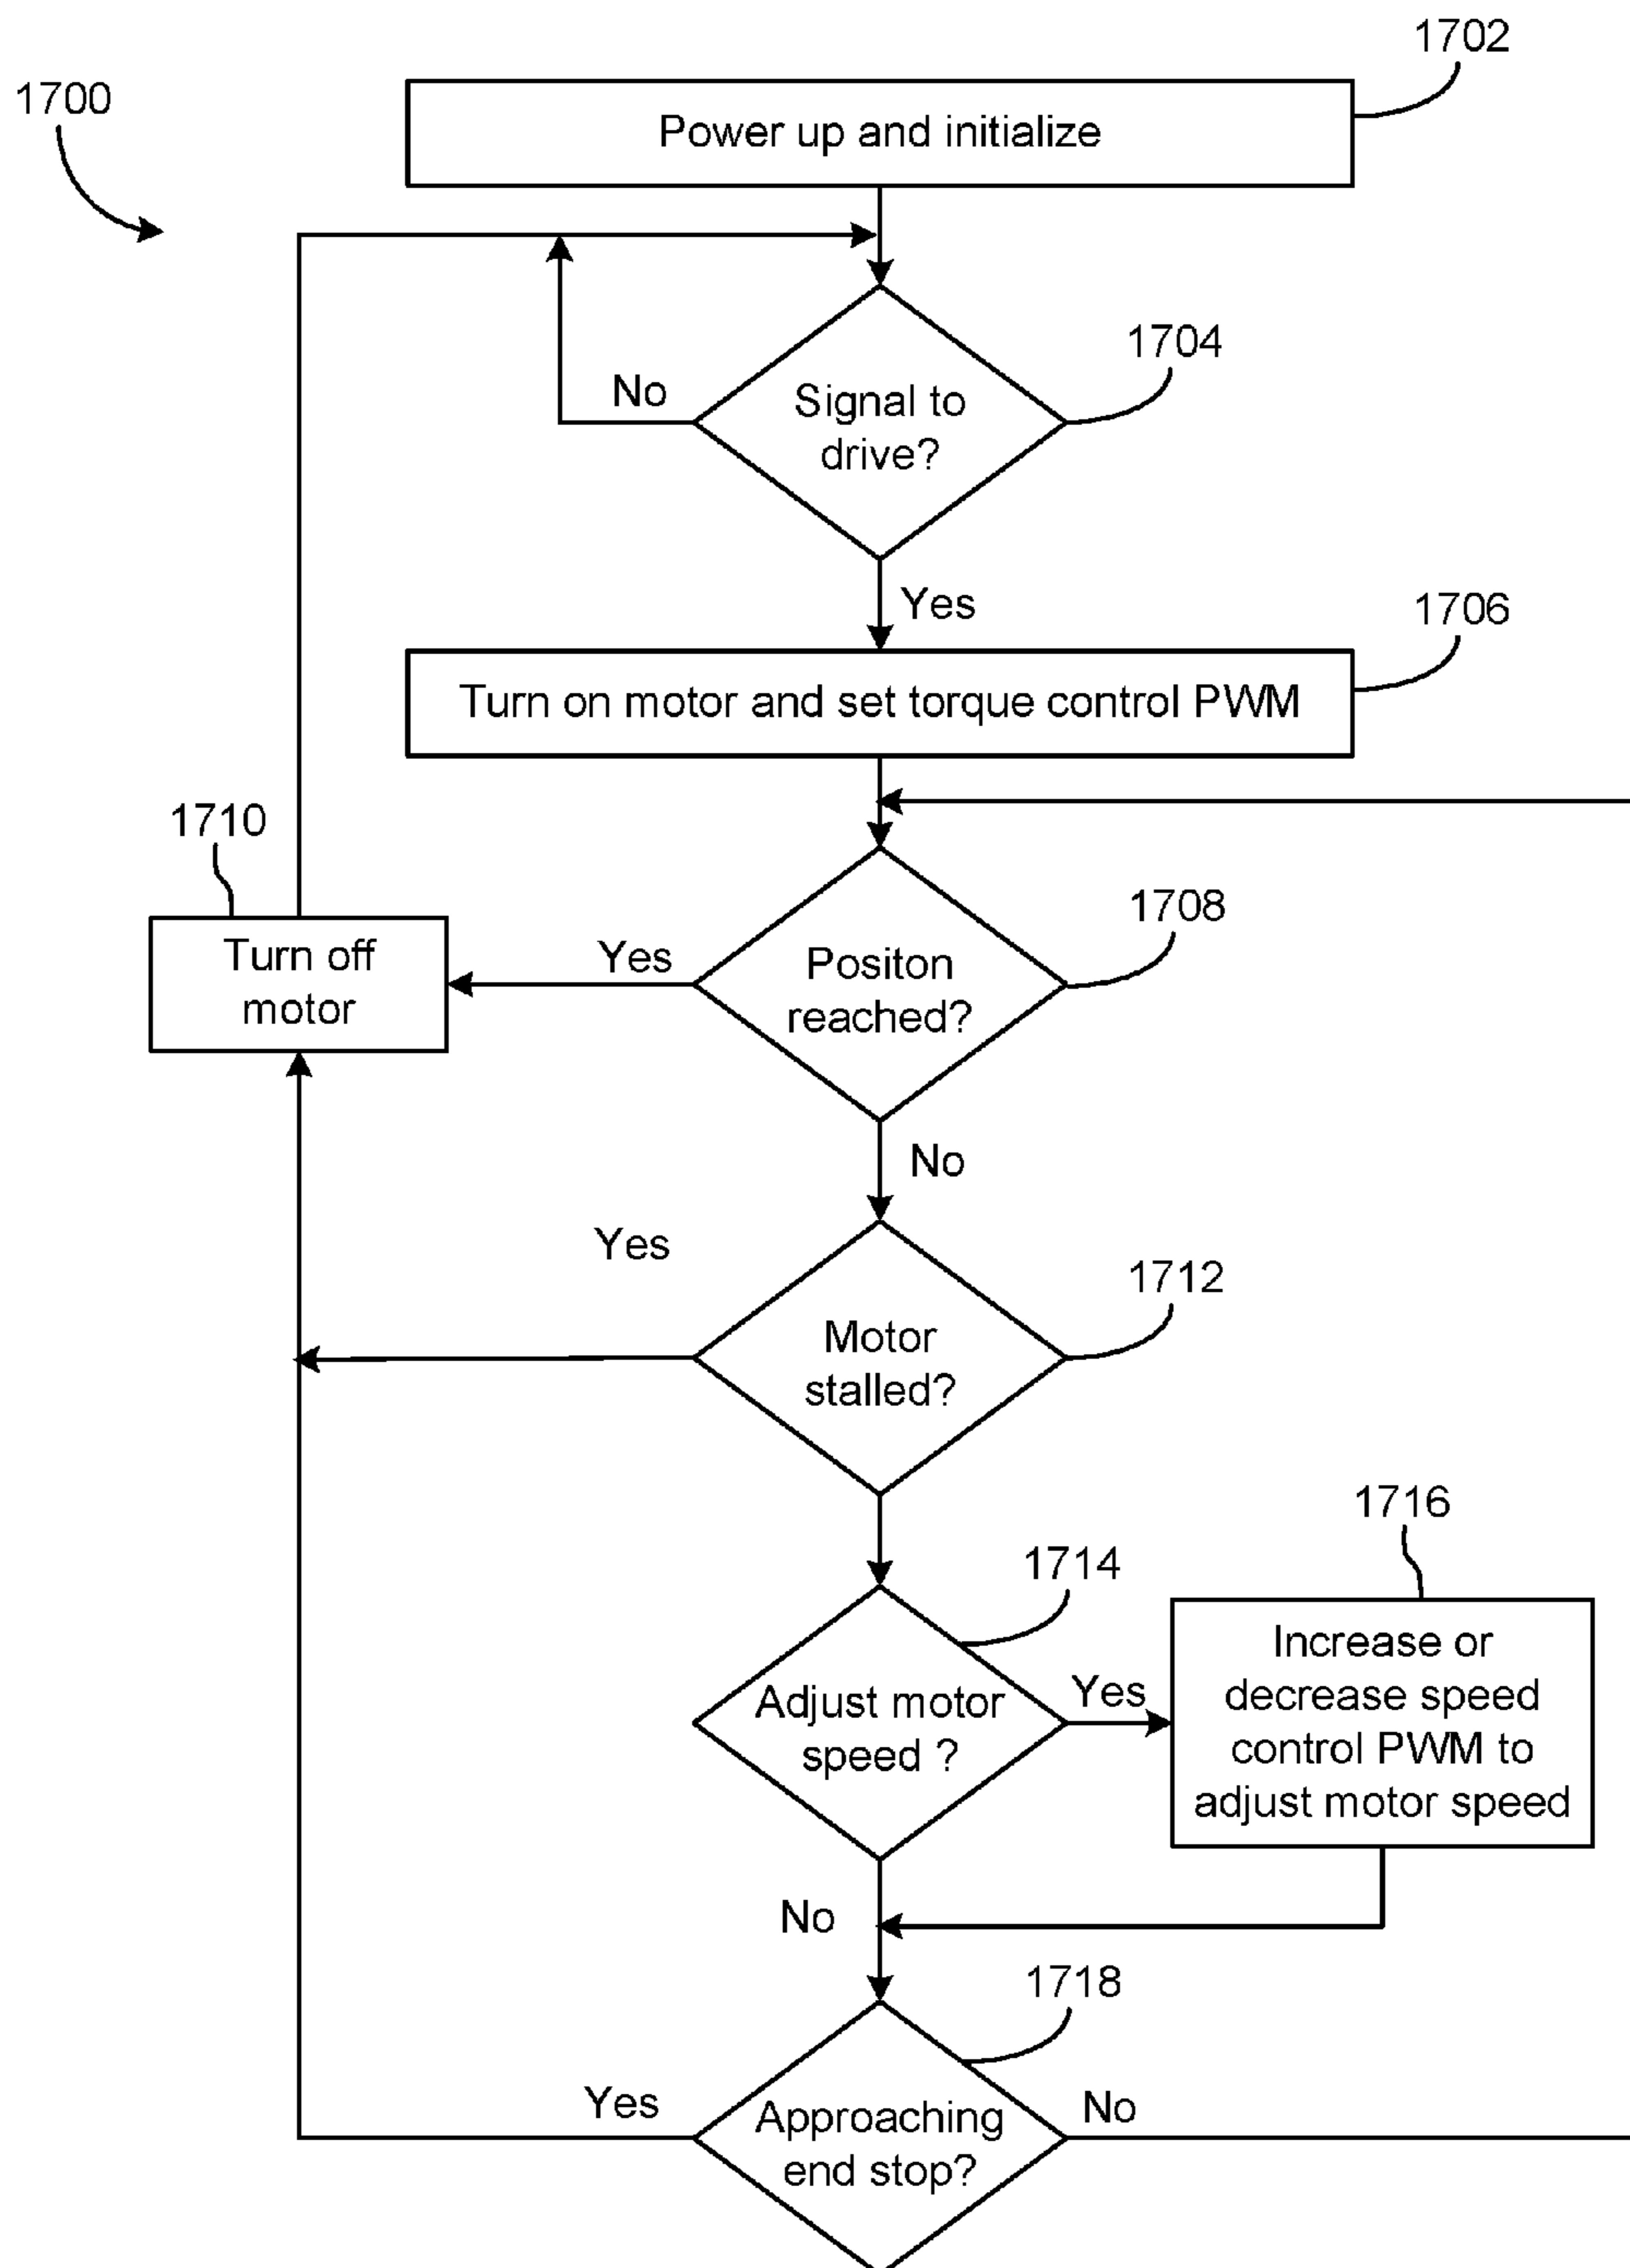 1702
1700
Power up and initialize
1704
No
Signal to
drive?
Yes
1706
Turn on motor and set torque control PWM
1710
1708
Turn off
motor
Yes
Positon
reached?
No
Yes
1712
Motor
stalled?
1716
1714
Increase or
decrease speed
control PWM to
adjust motor speed
Adjust motor
speed ?
Yes
No
1718
Yes
Approaching
end stop?
No